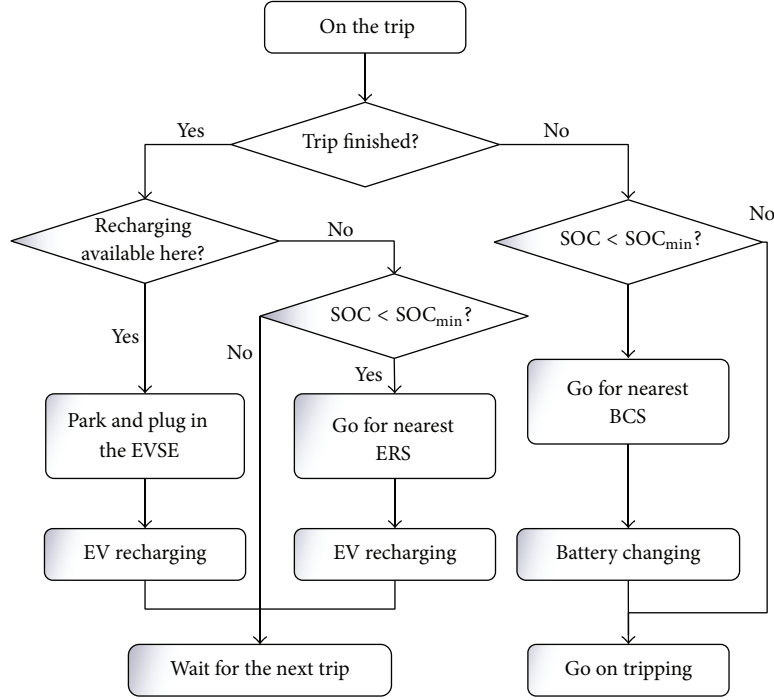 On the trip
Yes
Trip finished?
No
Recharging
available here?
No
SOC < SOCmin?
No
SOC < SOCmin?
Yes
No
Yes
Park and plug in
the EVSE
Go for nearest
ERS
Go for nearest
BCS
EV recharging
EV recharging
Battery changing
Wait for the next trip
Go on tripping